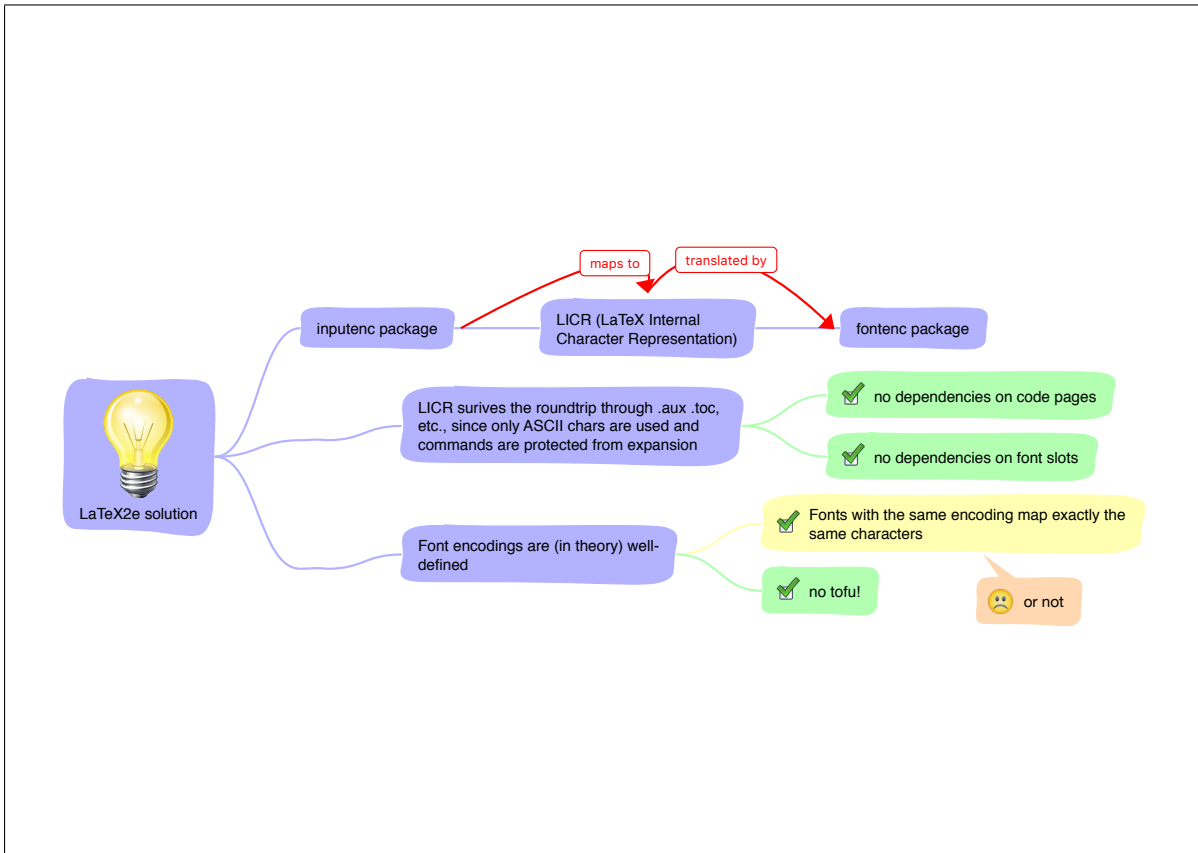 maps to
translated by
inputenc package
LICR (LaTeX Internal
Character Representation)
fontenc package
LaTeX2e solution
LICR surives the roundtrip through .aux .toc,
etc., since only ASCII chars are used and
commands are protected from expansion
no dependencies on code pages
no dependencies on font slots
Font encodings are (in theory) well-
defined
Fonts with the same encoding map exactly the
same characters
no tofu!
or not